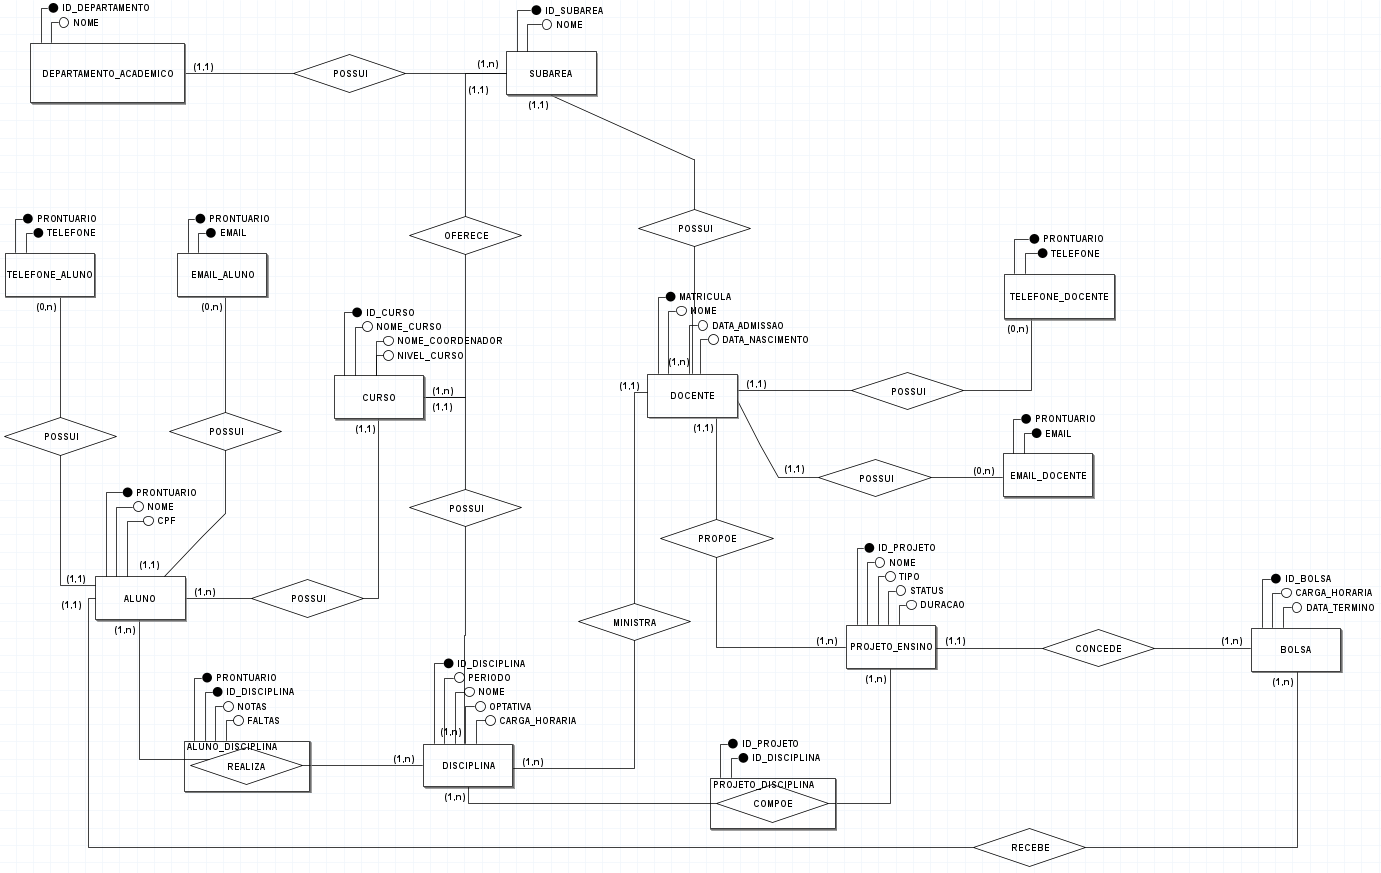 ID_DEPARTAMENTO
NOME
DEPARTAMENTO_ACADEMICO
(1,1)
POSSUI
(1,n)
(1,1)
ID_SUBAREA
NOME
SUBAREA
(1,1)
PRONTUARIO
TELEFONE
TELEFONE_ALUNO
(0,n)
PRONTUARIO
EMAIL
EMAIL_ALUNO
(0,n)
OFERECE
POSSUI
PRONTUARIO
TELEFONE
TELEFONE_DOCENTE
(0,n)
ID_CURSO
NOME_CURSO
NOME_COORDENADOR
NIVEL_CURSO
CURSO
(1,n)
(1,1)
(1,1)
MATRICULA
NOME
DATA_ADMISSAO
DATA_NASCIMENTO
(1,n)
DOCENTE
(1,1)
(1,1)
(1,1)
POSSUI
POSSUI
POSSUI
(1,1)
POSSUI
(0,n)
PRONTUARIO
EMAIL
EMAIL_DOCENTE
PRONTUARIO
NOME
CPF
(1,1)
(1,1)
ALUNO
(1,n)
(1,1)
(1,n)
POSSUI
POSSUI
PROPOE
MINISTRA
ID_PROJETO
NOME
TIPO
STATUS
DURACAO
(1,n)
PROJETO_ENSINO
(1,1)
(1,n)
CONCEDE
(1,n)
ID_BOLSA
CARGA_HORARIA
DATA_TERMINO
BOLSA
(1,n)
PRONTUARIO
ID_DISCIPLINA
NOTAS
FALTAS
ALUNO_DISCIPLINA
REALIZA
(1,n)
ID_DISCIPLINA
PERIODO
NOME
OPTATIVA
CARGA_HORARIA
(1,n)
DISCIPLINA
(1,n)
(1,n)
ID_PROJETO
ID_DISCIPLINA
PROJETO_DISCIPLINA
COMPOE
RECEBE